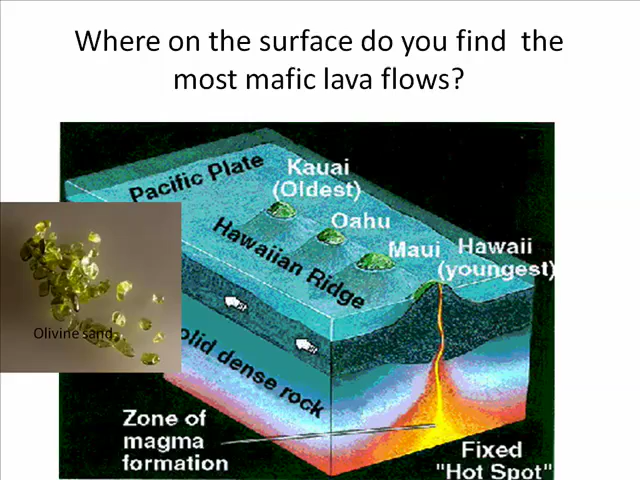 Where on the surface do you find  the
most mafic lava flows?
Pacific Plate
Kauai
(Oldest)
Oahu
Maui
Hawaii
(youngest)
Hawaiian Ridge
Olivine sand
olid dense rock
Zone of
magma
formation
Fixed
"Hot Spot"